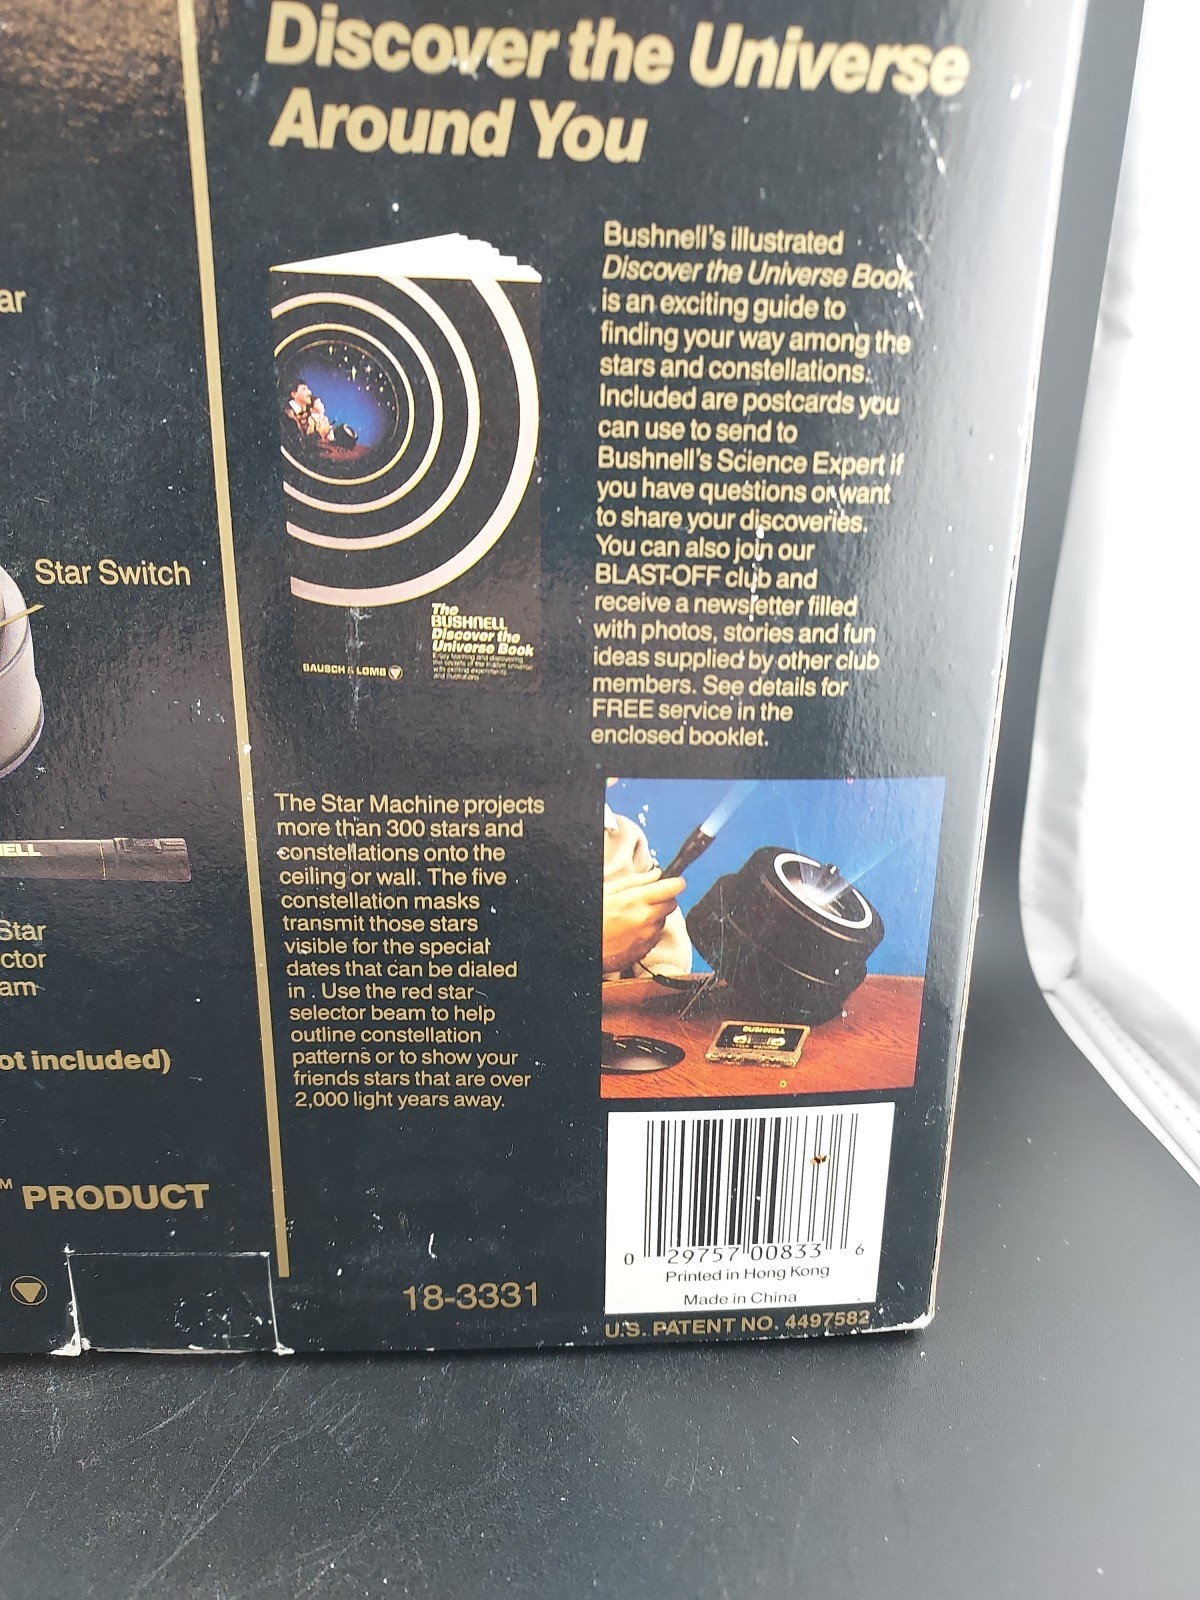 Discover the Universe
Around You
Bushnell's illustrated
Discover the Universe Book
is an exciting guide to
finding your way among the
stars and constellations.
Included are postcards you
can use to send to
Bushnell's Science Expert if
you have questions or want
to share your discoveries.
You can also join our
BLAST-OFF club and
receive a newsletter filled
with photos, stories and fun
ideas supplied by other club
members. See details for
FREE service in the
enclosed booklet.
The
BUSHNELL
Discover the
Universe Book
BAUSCH & LOMB
ar
Star Switch
NELL
Star
ctor
am
ot included)
TM PRODUCT
The Star Machine projects
more than 300 stars and
constellations onto the
ceiling or wall. The five
constellation masks
transmit those stars
visible for the special
dates that can be dialed
in . Use the red star
selector beam to help
outline constellation
patterns or to show your
friends stars that are over
2,000 light years away.
BUSHNELL
18-3331
0 29757 00833 6
Printed in Hong Kong
Made in China
U.S. PATENT NO. 4497582